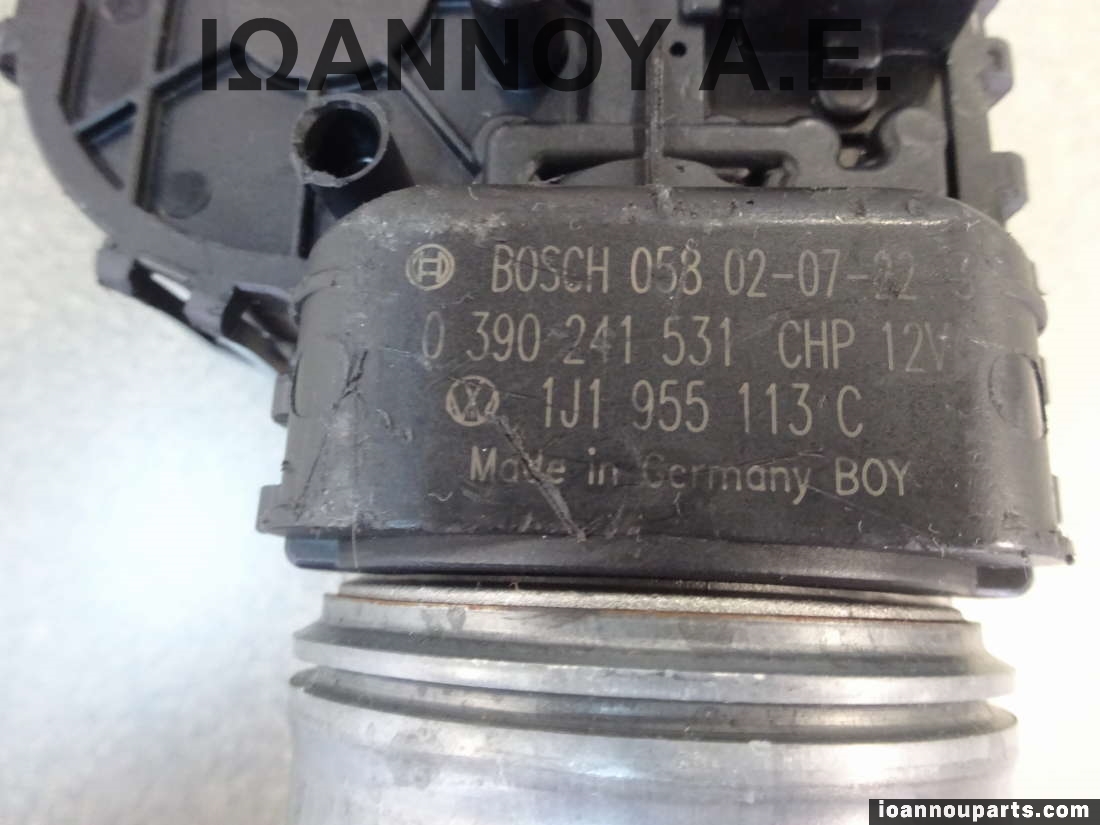 ΙΩΑΝΝΟΥ Α.Ε.
BOSCH 058 02-07-22
0 390 241 531 CHP 12V
1J1 955 113 C
Made in Germany BOY
ioannouparts.com